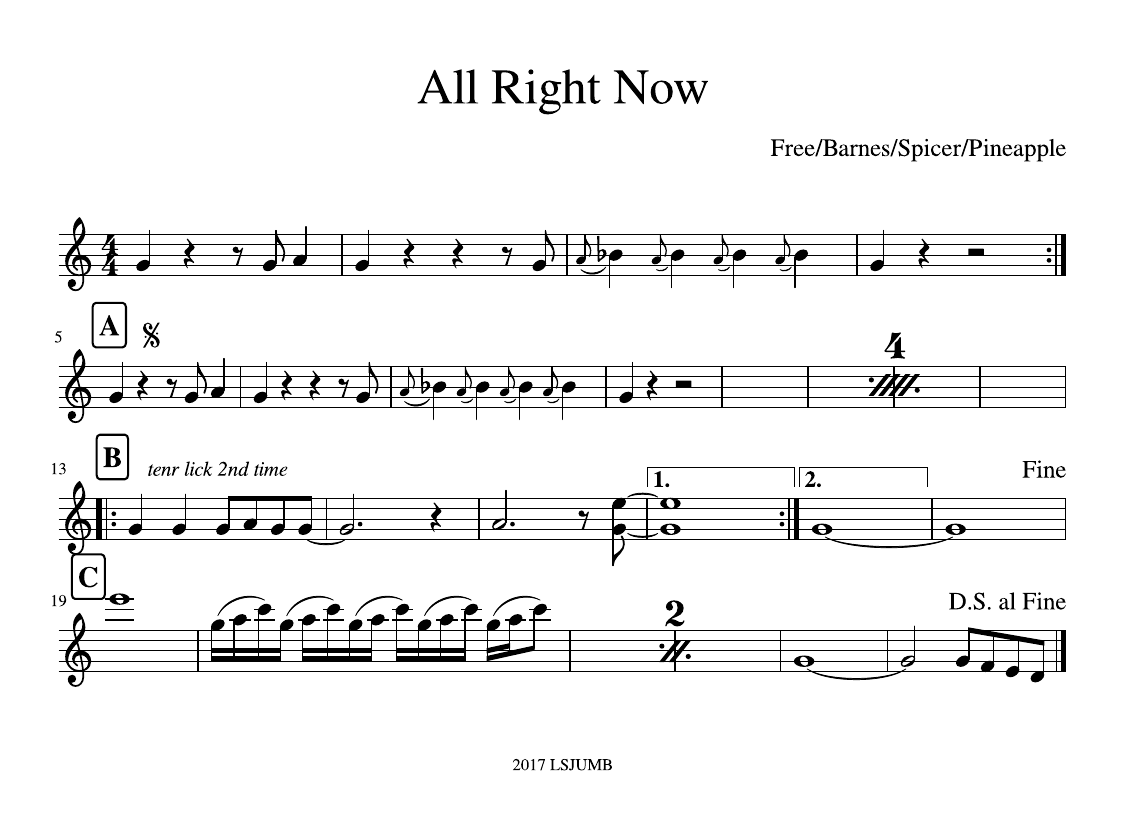 All Right Now
Free/Barnes/Spicer/Pineapple
4
4
A
5
4
B
13
tenr lick 2nd time
1.
2.
Fine
C
19
2
D.S. al Fine
2017 LSJUMB